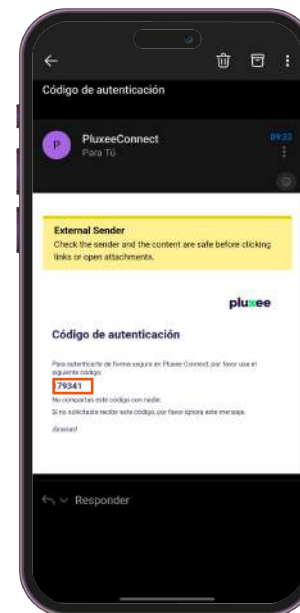 Código de autenticación
P
PluxeeConnect
09:33
Para Tú
External Sender
Check the sender and the content are safe before clicking
links or open attachments.
pluxee
Código de autenticación
Para autenticarte de forma segura en Pluxee Connect, por favor usa el
siguiente código:
79341
No compartas este código con nadie.
Si no solicitaste recibir este código, por favor ignora este mensaje.
¡Gracias!
Responder